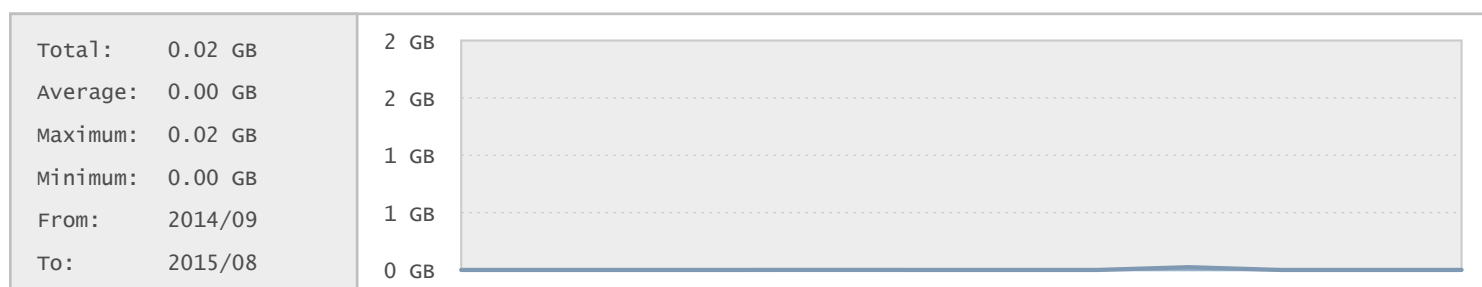 Total: 0.02 GB
Average: 0.00 GB
Maximum: 0.02 GB
Minimum: 0.00 GB
From: 2014/09
To: 2015/08
2 GB
2 GB
1 GB
1 GB
0 GB